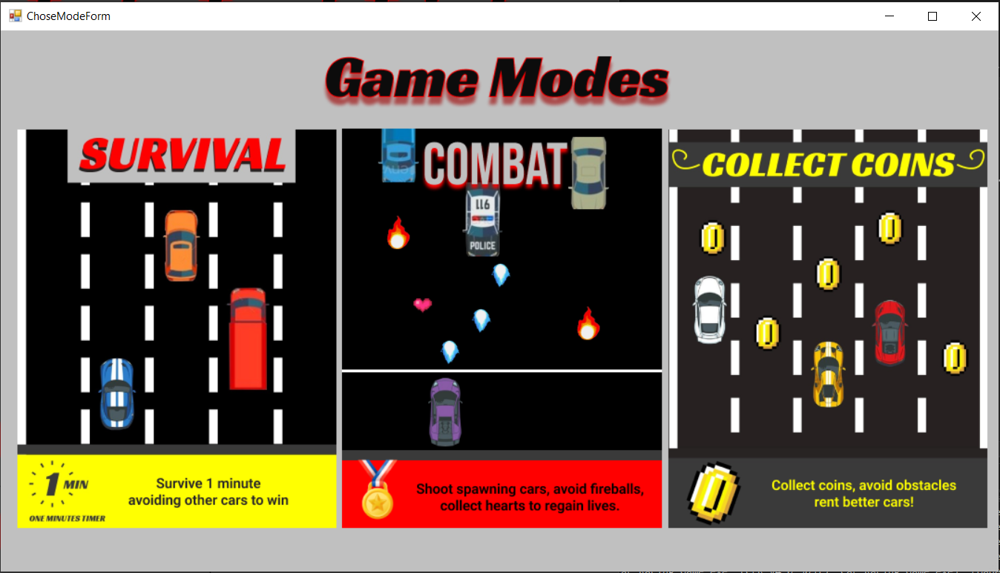 ChoseModeForm
Game Modes
SURVIVAL
COMBAT
COLLECT COINS
911
POLICE
1 MIN
ONE MINUTES TIMER
Survive 1 minute
avoiding other cars to win
Shoot spawning cars, avoid fireballs,
collect hearts to regain lives.
Collect coins, avoid obstacles
rent better cars!